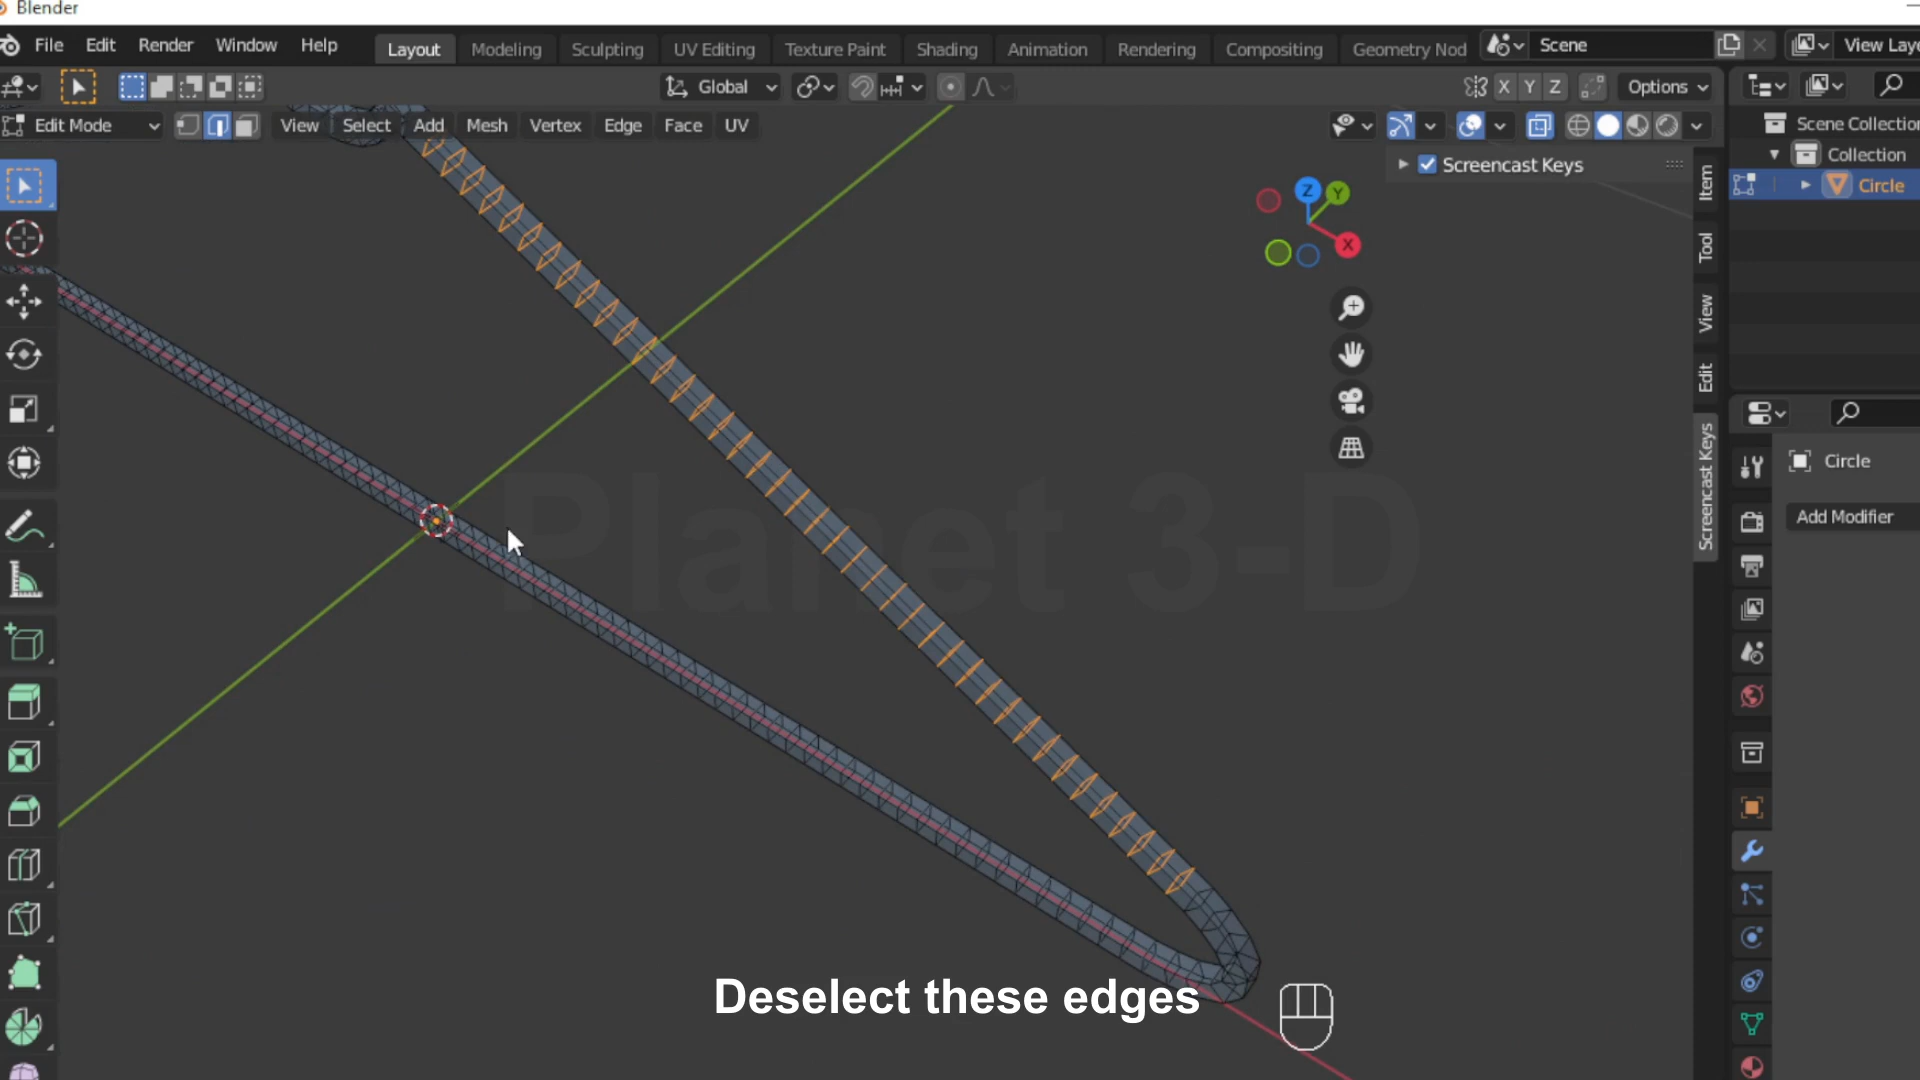 Blender
File Edit Render Window Help Layout Modeling Sculpting UV Editing Texture Paint Shading Animation Rendering Compositing Geometry Nod Scene View Laye
Global X Y Z Options
Edit Mode View Select Add Mesh Vertex Edge Face UV
Scene Collection
Screencast Keys
Collection
Circle
Z Y
X
Item
Tool
View
Edit
Screencast Keys
Circle
Add Modifier
Planet 3-D
Deselect these edges